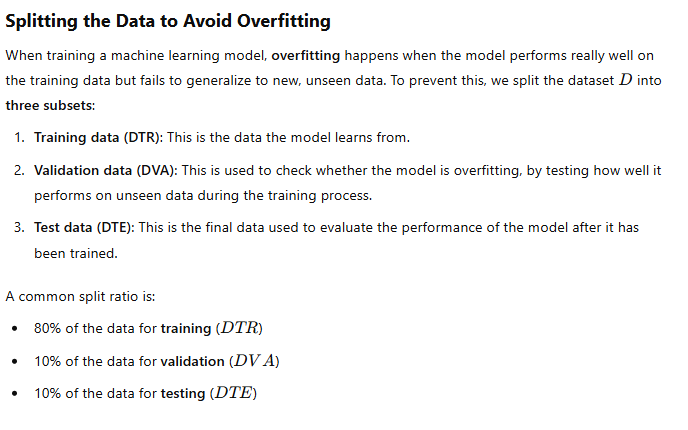 Splitting the Data to Avoid Overfitting
When training a machine learning model, overfitting happens when the model performs really well on
the training data but fails to generalize to new, unseen data. To prevent this, we split the dataset D into
three subsets:
1. Training data (DTR): This is the data the model learns from.
2. Validation data (DVA): This is used to check whether the model is overfitting, by testing how well it
performs on unseen data during the training process.
3. Test data (DTE): This is the final data used to evaluate the performance of the model after it has
been trained.
A common split ratio is:
• 80% of the data for training (DTR)
• 10% of the data for validation (DVA)
• 10% of the data for testing (DTE)